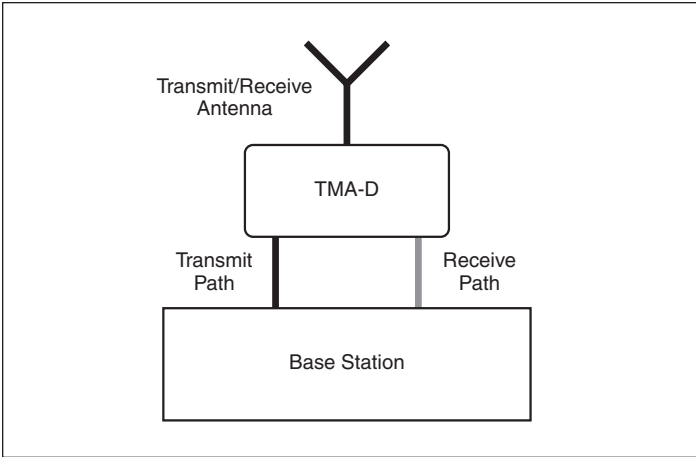 Transmit/Receive
Antenna
TMA-D
Transmit
Path
Receive
Path
Base Station